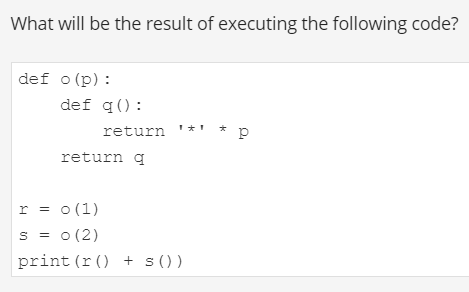 What will be the result of executing the following code?
def o(p):
    def q():
        return '*' * p
    return q

r = o(1)
s = o(2)
print(r() + s())